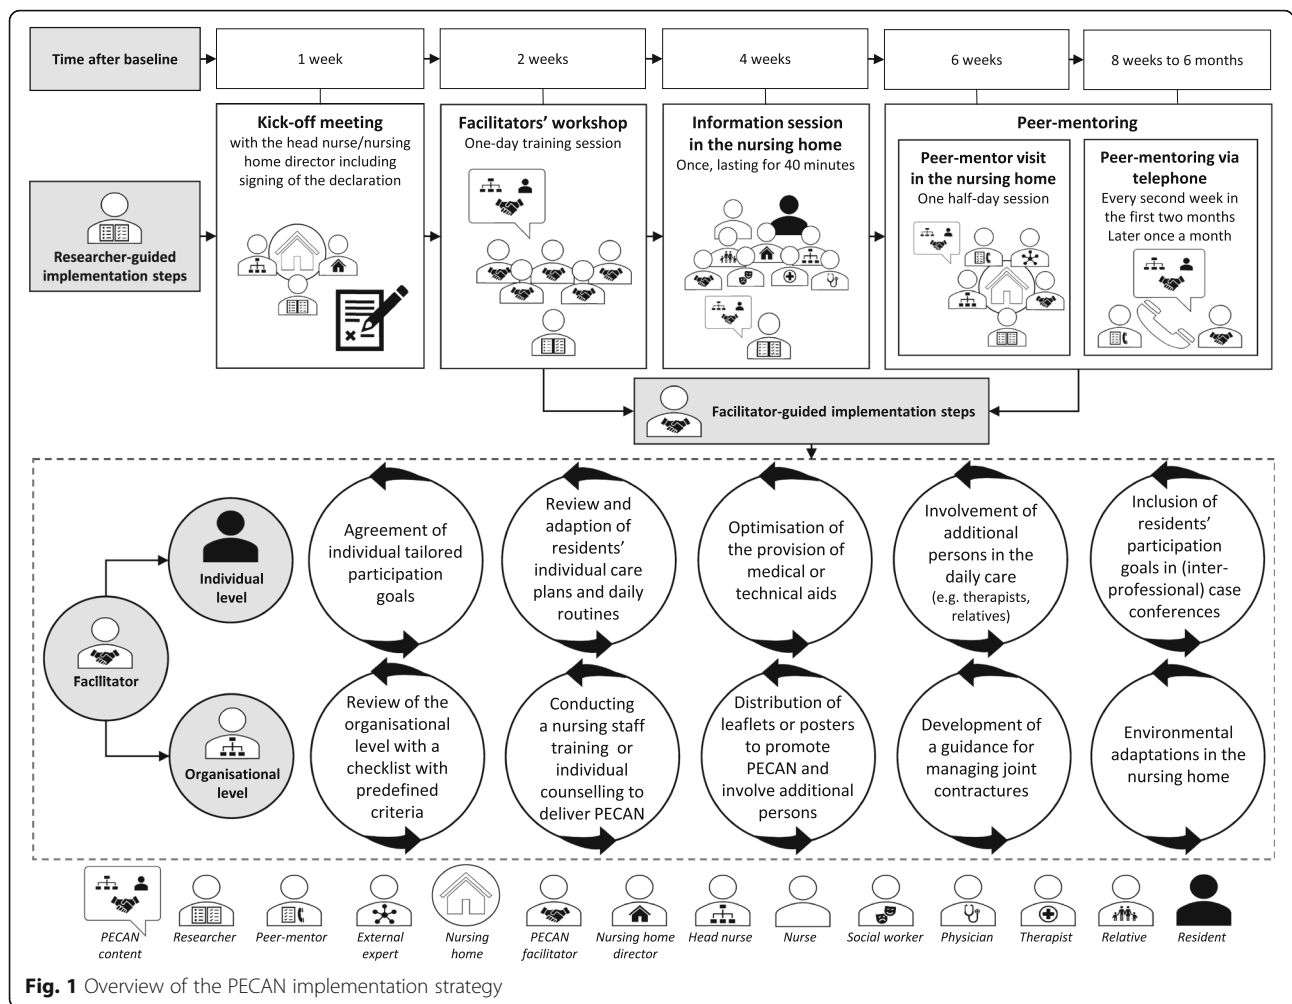 Time after baseline
1 week
2 weeks
4 weeks
6 weeks
8 weeks to 6 months
Researcher-guided
implementation steps
Kick-off meeting
with the head nurse/nursing
home director including
signing of the declaration
Facilitators' workshop
One-day training session
Information session
in the nursing home
Once, lasting for 40 minutes
Peer-mentoring
Peer-mentor visit
in the nursing home
One half-day session
Peer-mentoring via
telephone
Every second week in
the first two months
Later once a month
Facilitator-guided implementation steps
Facilitator
Individual
level
Agreement of
individual tailored
participation
goals
Review and
adaption of
residents'
individual care
plans and daily
routines
Optimisation of
the provision of
medical or
technical aids
Involvement of
additional
persons in the
daily care
(e.g. therapists,
relatives)
Inclusion of
residents'
participation
goals in (inter-
professional) case
conferences
Organisational
level
Review of the
organisational
level with a
checklist with
predefined
criteria
Conducting
a nursing staff
training or
individual
counselling to
deliver PECAN
Distribution of
leaflets or posters
to promote
PECAN and
involve additional
persons
Development of
a guidance for
managing joint
contractures
Environmental
adaptations in the
nursing home
PECAN
content
Researcher
Peer-mentor
External
expert
Nursing
home
PECAN
facilitator
Nursing home
director
Head nurse
Nurse
Social worker
Physician
Therapist
Relative
Resident
Fig. 1 Overview of the PECAN implementation strategy